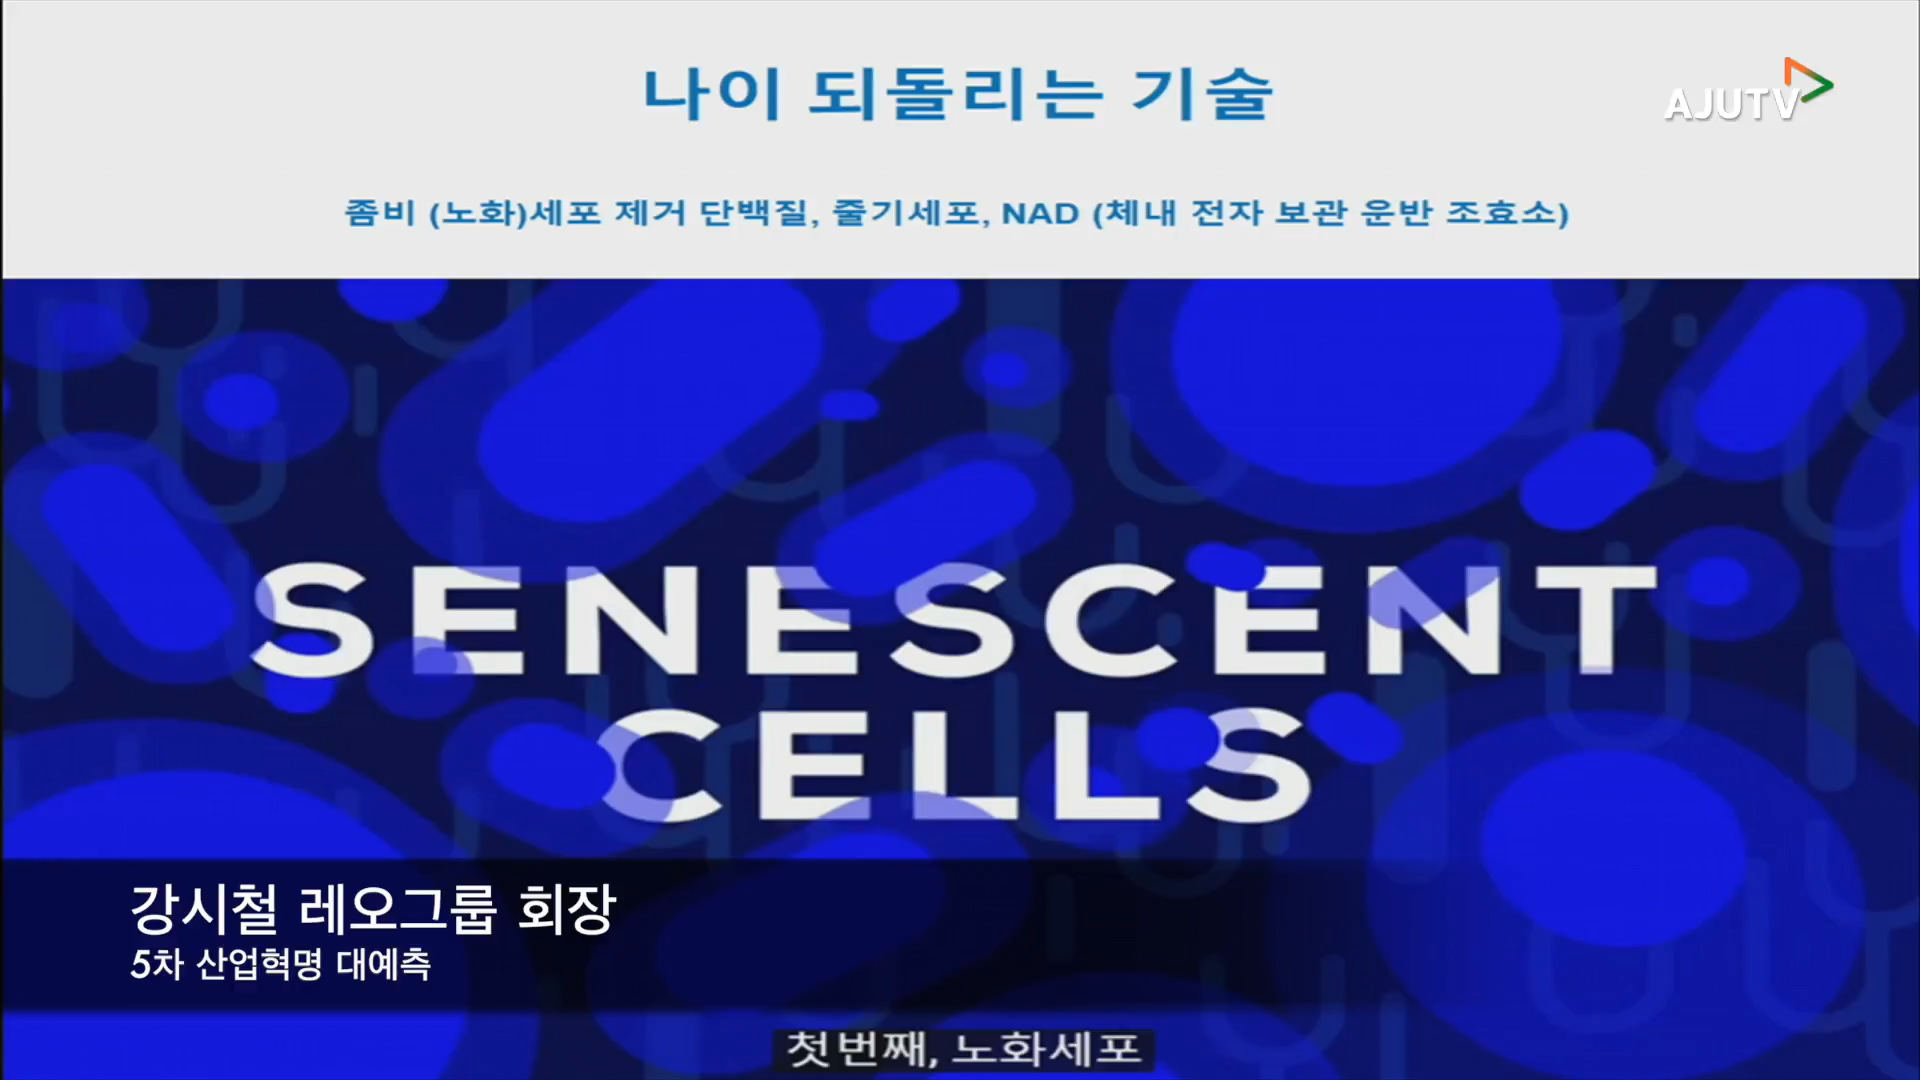 나이 되돌리는 기술
AJUTV
좀비 (노화)세포 제거 단백질, 줄기세포, NAD (체내 전자 보관 운반 조효소)
SENESCENT
CELLS
강시철 레오그룹 회장
5차 산업혁명 대예측
첫번째, 노화세포